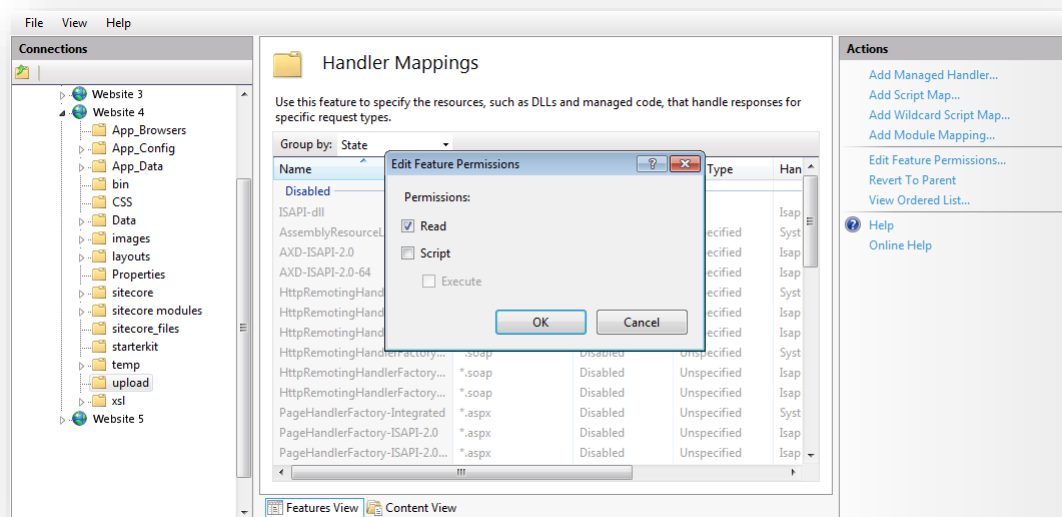 File View Help
Connections
Website 3
Website 4
App_Browsers
App_Config
App_Data
bin
CSS
Data
images
layouts
Properties
sitecore
sitecore modules
sitecore_files
starterkit
temp
upload
xsl
Website 5
Handler Mappings
Use this feature to specify the resources, such as DLLs and managed code, that handle responses for
specific request types.
Group by: State
Name Type Han
Disabled
ISAPI-dll Isap
AssemblyResourceL ecified Syst
AXD-ISAPI-2.0 ecified Isap
AXD-ISAPI-2.0-64 ecified Isap
HttpRemotingHand ecified Syst
HttpRemotingHand ecified Isap
HttpRemotingHand ecified Isap
HttpRemotingHandlerFactory... *.soap Disabled Unspecified Syst
HttpRemotingHandlerFactory... *.soap Disabled Unspecified Isap
HttpRemotingHandlerFactory... *.soap Disabled Unspecified Isap
PageHandlerFactory-Integrated *.aspx Disabled Unspecified Syst
PageHandlerFactory-ISAPI-2.0 *.aspx Disabled Unspecified Isap
PageHandlerFactory-ISAPI-2.0... *.aspx Disabled Unspecified Isap
Edit Feature Permissions
Permissions:
Read
Script
Execute
OK Cancel
Features View Content View
Actions
Add Managed Handler...
Add Script Map...
Add Wildcard Script Map...
Add Module Mapping...
Edit Feature Permissions...
Revert To Parent
View Ordered List...
Help
Online Help